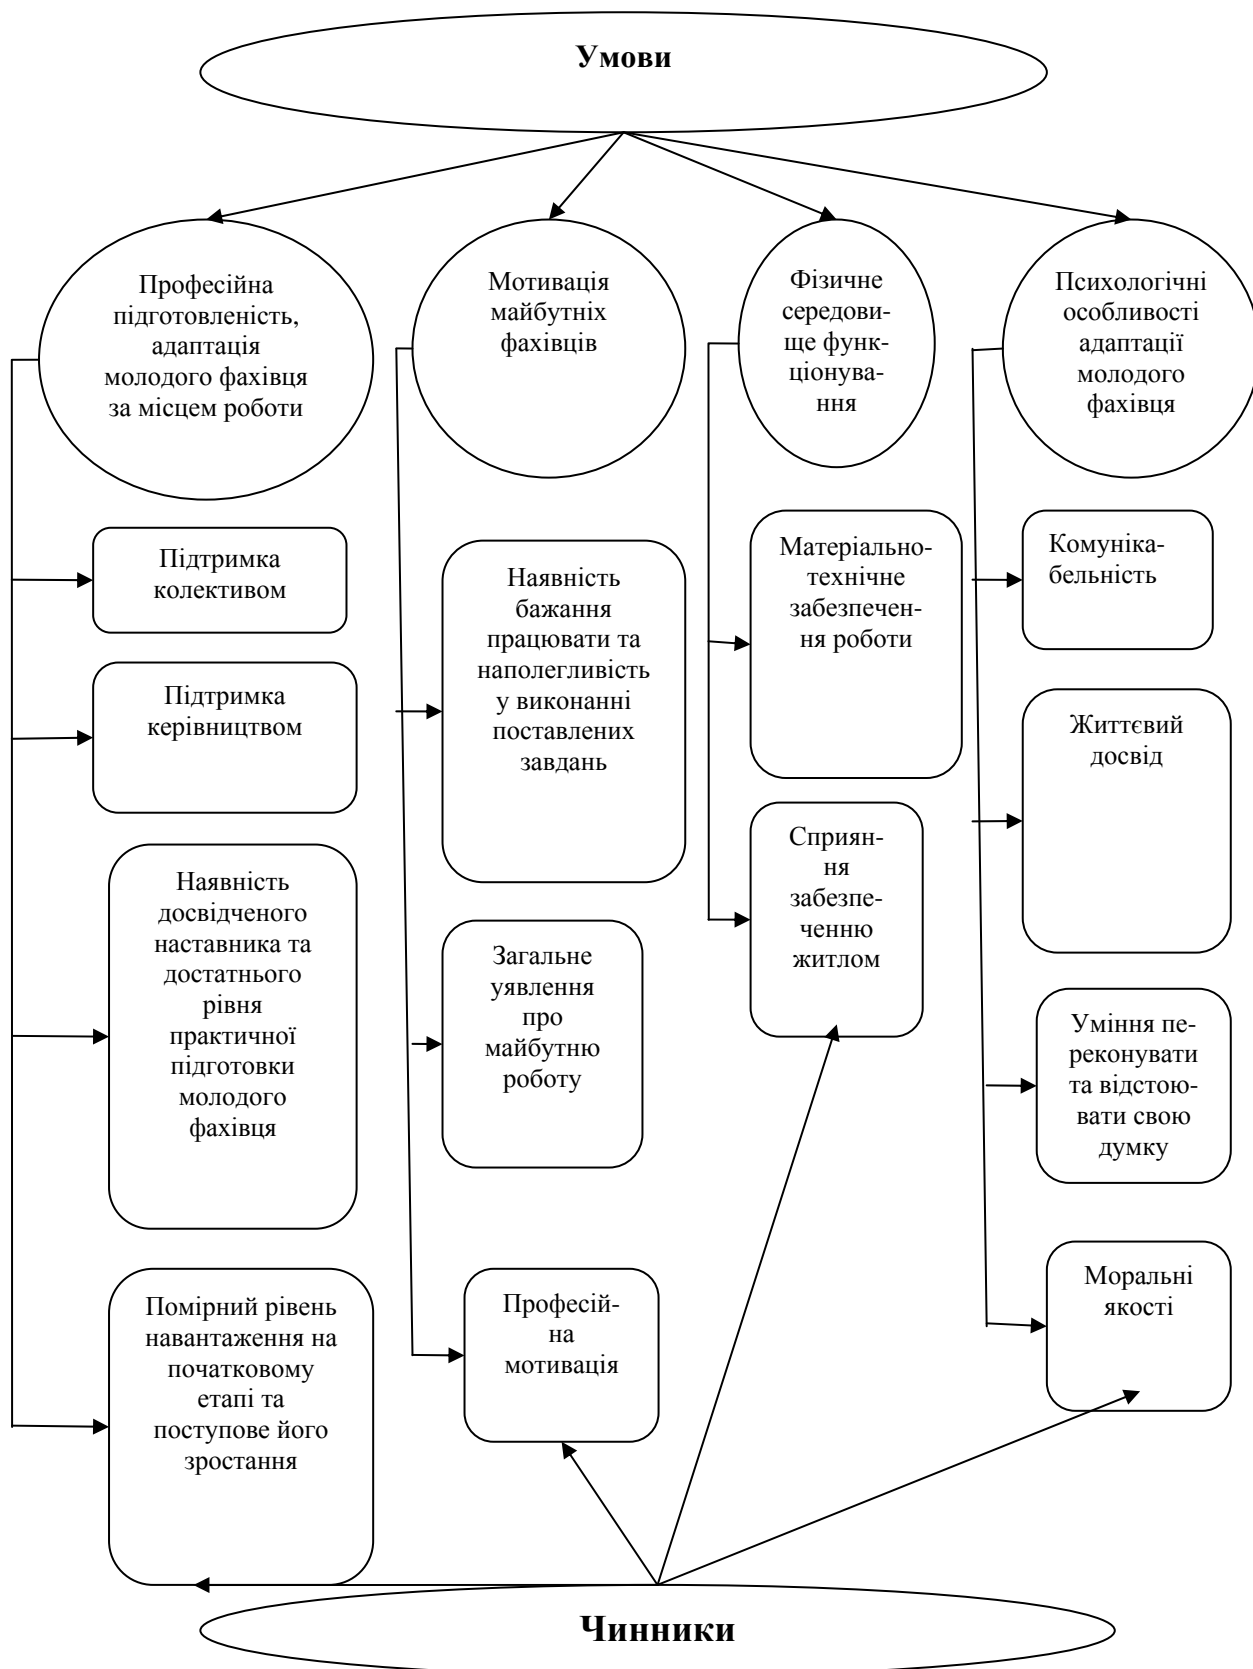 Умови
Професійна
підготовленість,
адаптація
молодого фахівця
за місцем роботи
Мотивація
майбутніх
фахівців
Фізичне
середови-
ще функ-
ціонува-
ння
Психологічні
особливості
адаптації
молодого
фахівця
Підтримка
колективом
Підтримка
керівництвом
Наявність
досвідченого
наставника та
достатнього
рівня
практичної
підготовки
молодого
фахівця
Помірний рівень
навантаження на
початковому
етапі та
поступове його
зростання
Наявність
бажання
працювати та
наполегливість
у виконанні
поставлених
завдань
Загальне
уявлення
про
майбутню
роботу
Професій-
на
мотивація
Матеріально-
технічне
забезпечен-
ня роботи
Сприян-
ня
забезпе-
ченню
житлом
Комуніка-
бельність
Життєвий
досвід
Уміння пе-
реконувати
та відстою-
вати свою
думку
Моральні
якості
Чинники